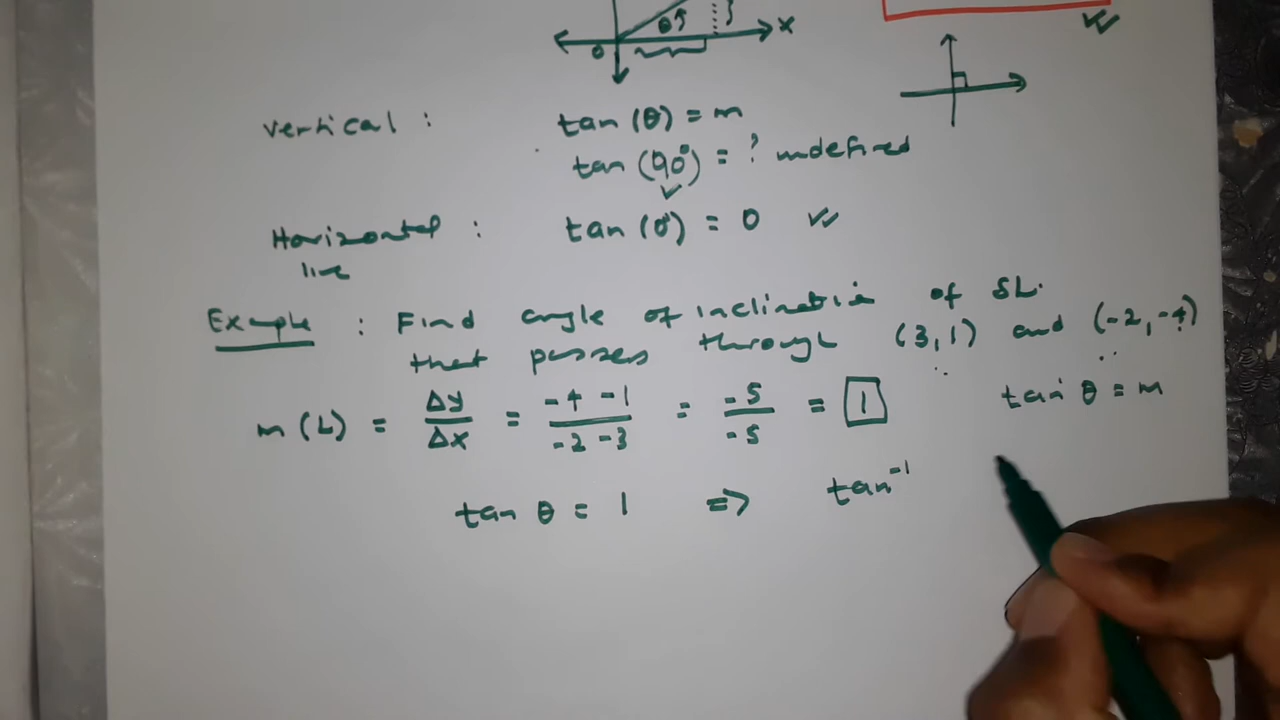 θ
x
0
vertical : tan (θ) = m
tan (90°) = ? undefined
Horizontal line : tan (0°) = 0
Example : Find angle of inclination of SL.
that passes through (3,1) and (-2,-4)
m(L) = Δy/Δx = -4 -1/-2 -3 = -5/-5 = 1
tan θ = m
tan θ = 1 => tan⁻¹